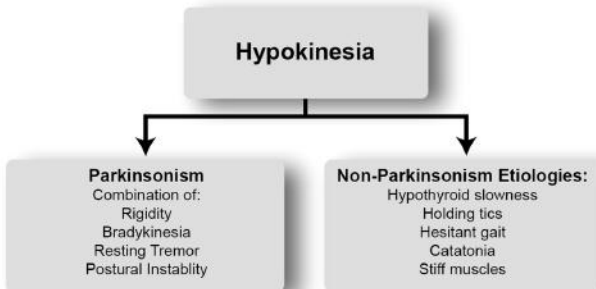 Hypokinesia
Parkinsonism
Combination of:
Rigidity
Bradykinesia
Resting Tremor
Postural Instablity
Non-Parkinsonism Etiologies:
Hypothyroid slowness
Holding tics
Hesitant gait
Catatonia
Stiff muscles